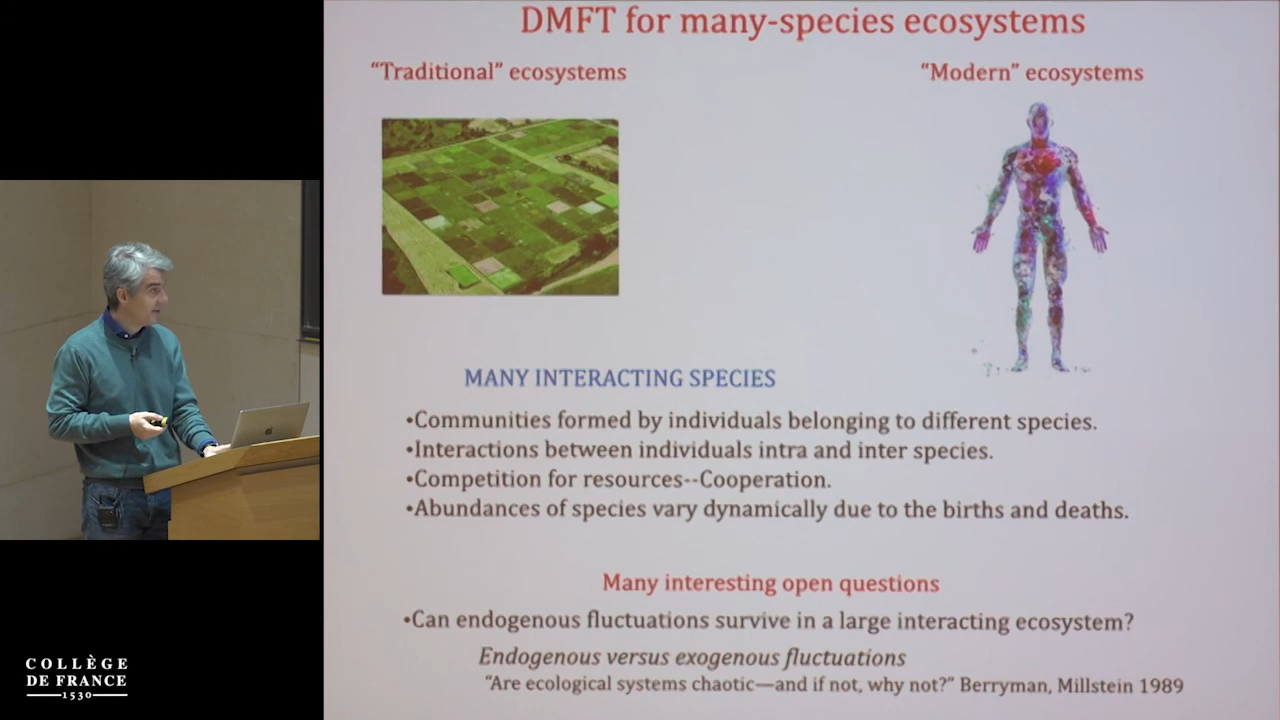 DMFT for many-species ecosystems
“Traditional” ecosystems
“Modern” ecosystems
MANY INTERACTING SPECIES
•Communities formed by individuals belonging to different species.
•Interactions between individuals intra and inter species.
•Competition for resources--Cooperation.
•Abundances of species vary dynamically due to the births and deaths.
Many interesting open questions
•Can endogenous fluctuations survive in a large interacting ecosystem?
Endogenous versus exogenous fluctuations
“Are ecological systems chaotic—and if not, why not?” Berryman, Millstein 1989
COLLÈGE
DE FRANCE
1530